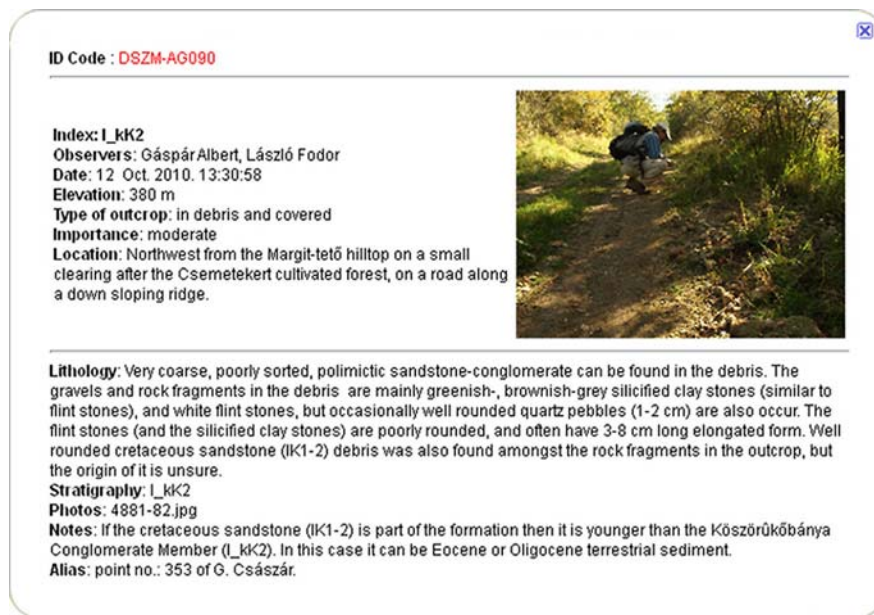 ID Code : DSZM-AG090
Index: I_kK2
Observers: Gáspár Albert, László Fodor
Date: 12 Oct. 2010. 13:30:58
Elevation: 380 m
Type of outcrop: in debris and covered
Importance: moderate
Location: Northwest from the Margit-tető hilltop on a small
clearing after the Csemetekert cultivated forest, on a road along
a down sloping ridge.
Lithology: Very coarse, poorly sorted, polimictic sandstone-conglomerate can be found in the debris. The
gravels and rock fragments in the debris are mainly greenish-, brownish-grey silicified clay stones (similar to
flint stones), and white flint stones, but occasionally well rounded quartz pebbles (1-2 cm) are also occur. The
flint stones (and the silicified clay stones) are poorly rounded, and often have 3-8 cm long elongated form. Well
rounded cretaceous sandstone (lK1-2) debris was also found amongst the rock fragments in the outcrop, but
the origin of it is unsure.
Stratigraphy: I_kK2
Photos: 4881-82.jpg
Notes: If the cretaceous sandstone (lK1-2) is part of the formation then it is younger than the Köszörûkőbánya
Conglomerate Member (I_kK2). In this case it can be Eocene or Oligocene terrestrial sediment.
Alias: point no.: 353 of G. Császár.